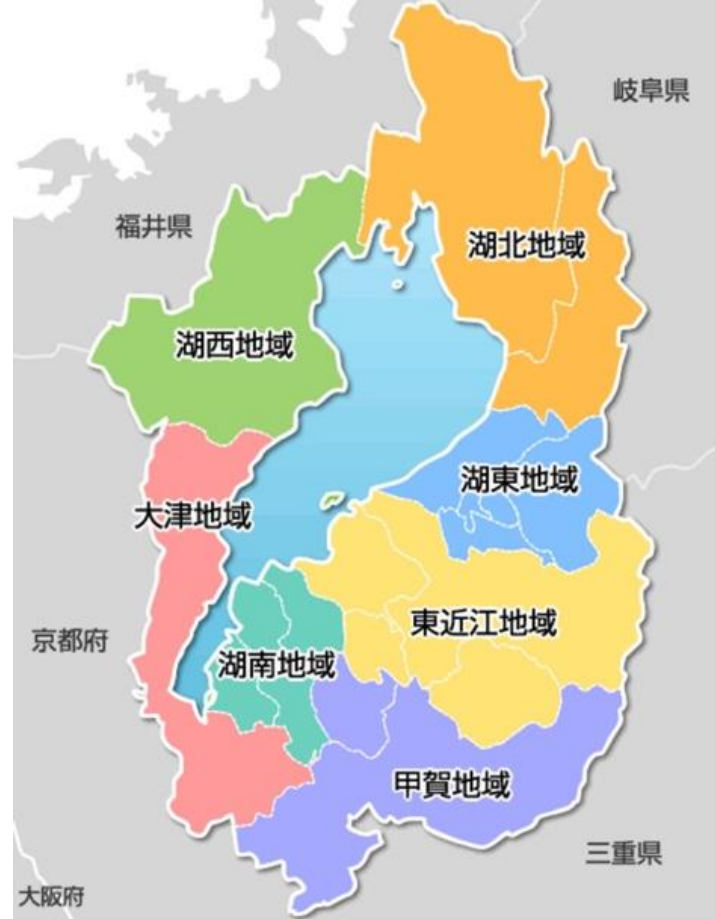 岐阜県
福井県
湖北地域
湖西地域
湖東地域
大津地域
東近江地域
京都府
湖南地域
甲賀地域
三重県
大阪府